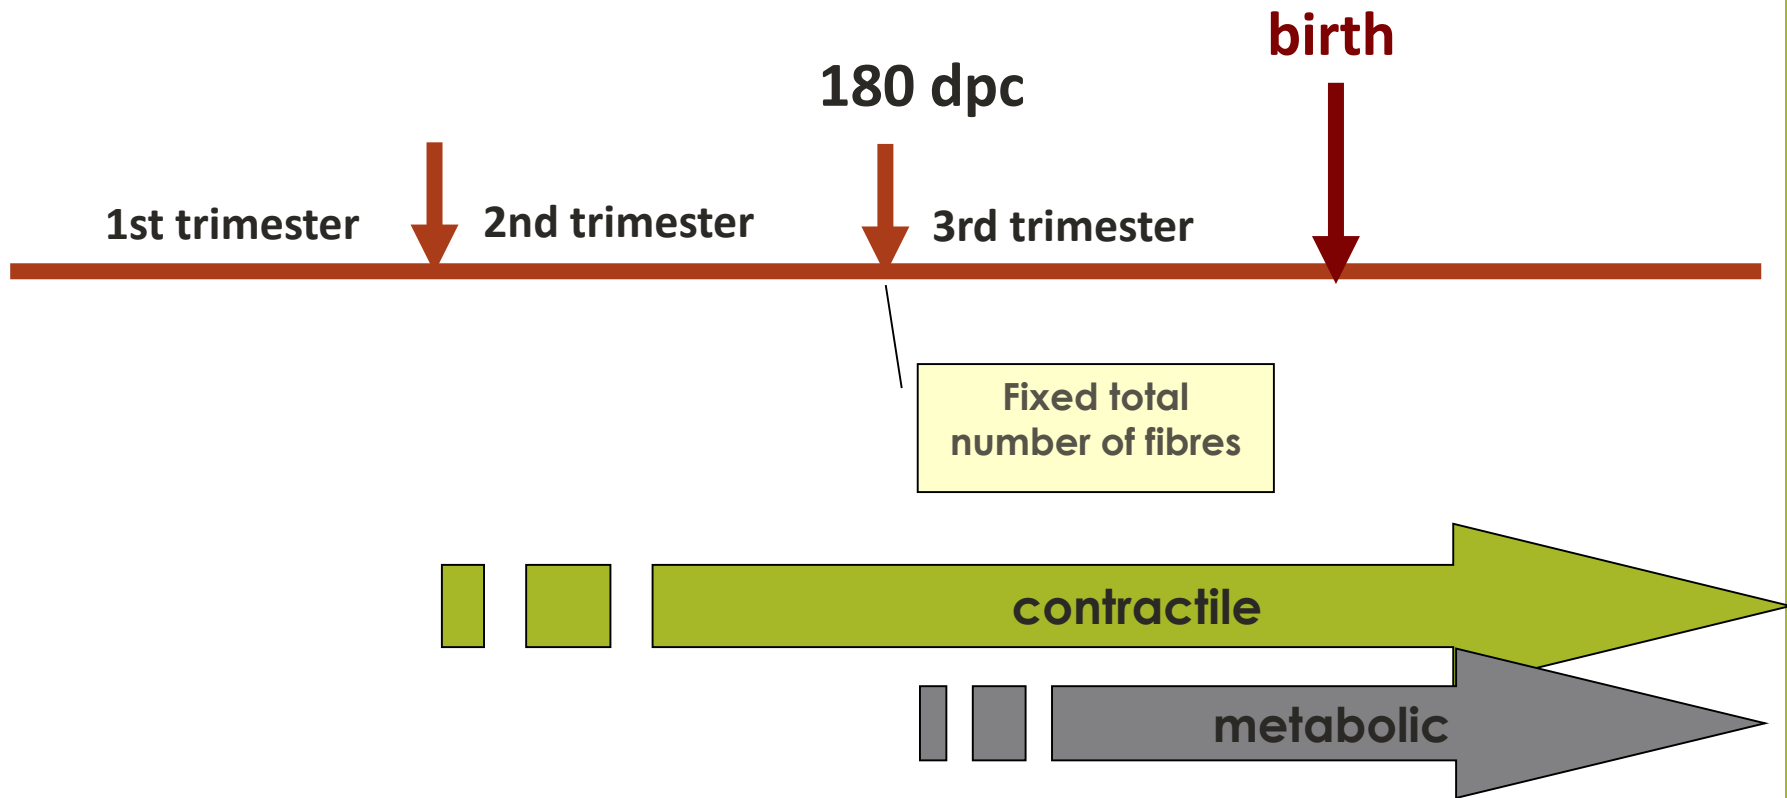 birth
180 dpc
1st trimester
2nd trimester
3rd trimester
Fixed total
number of fibres
contractile
metabolic